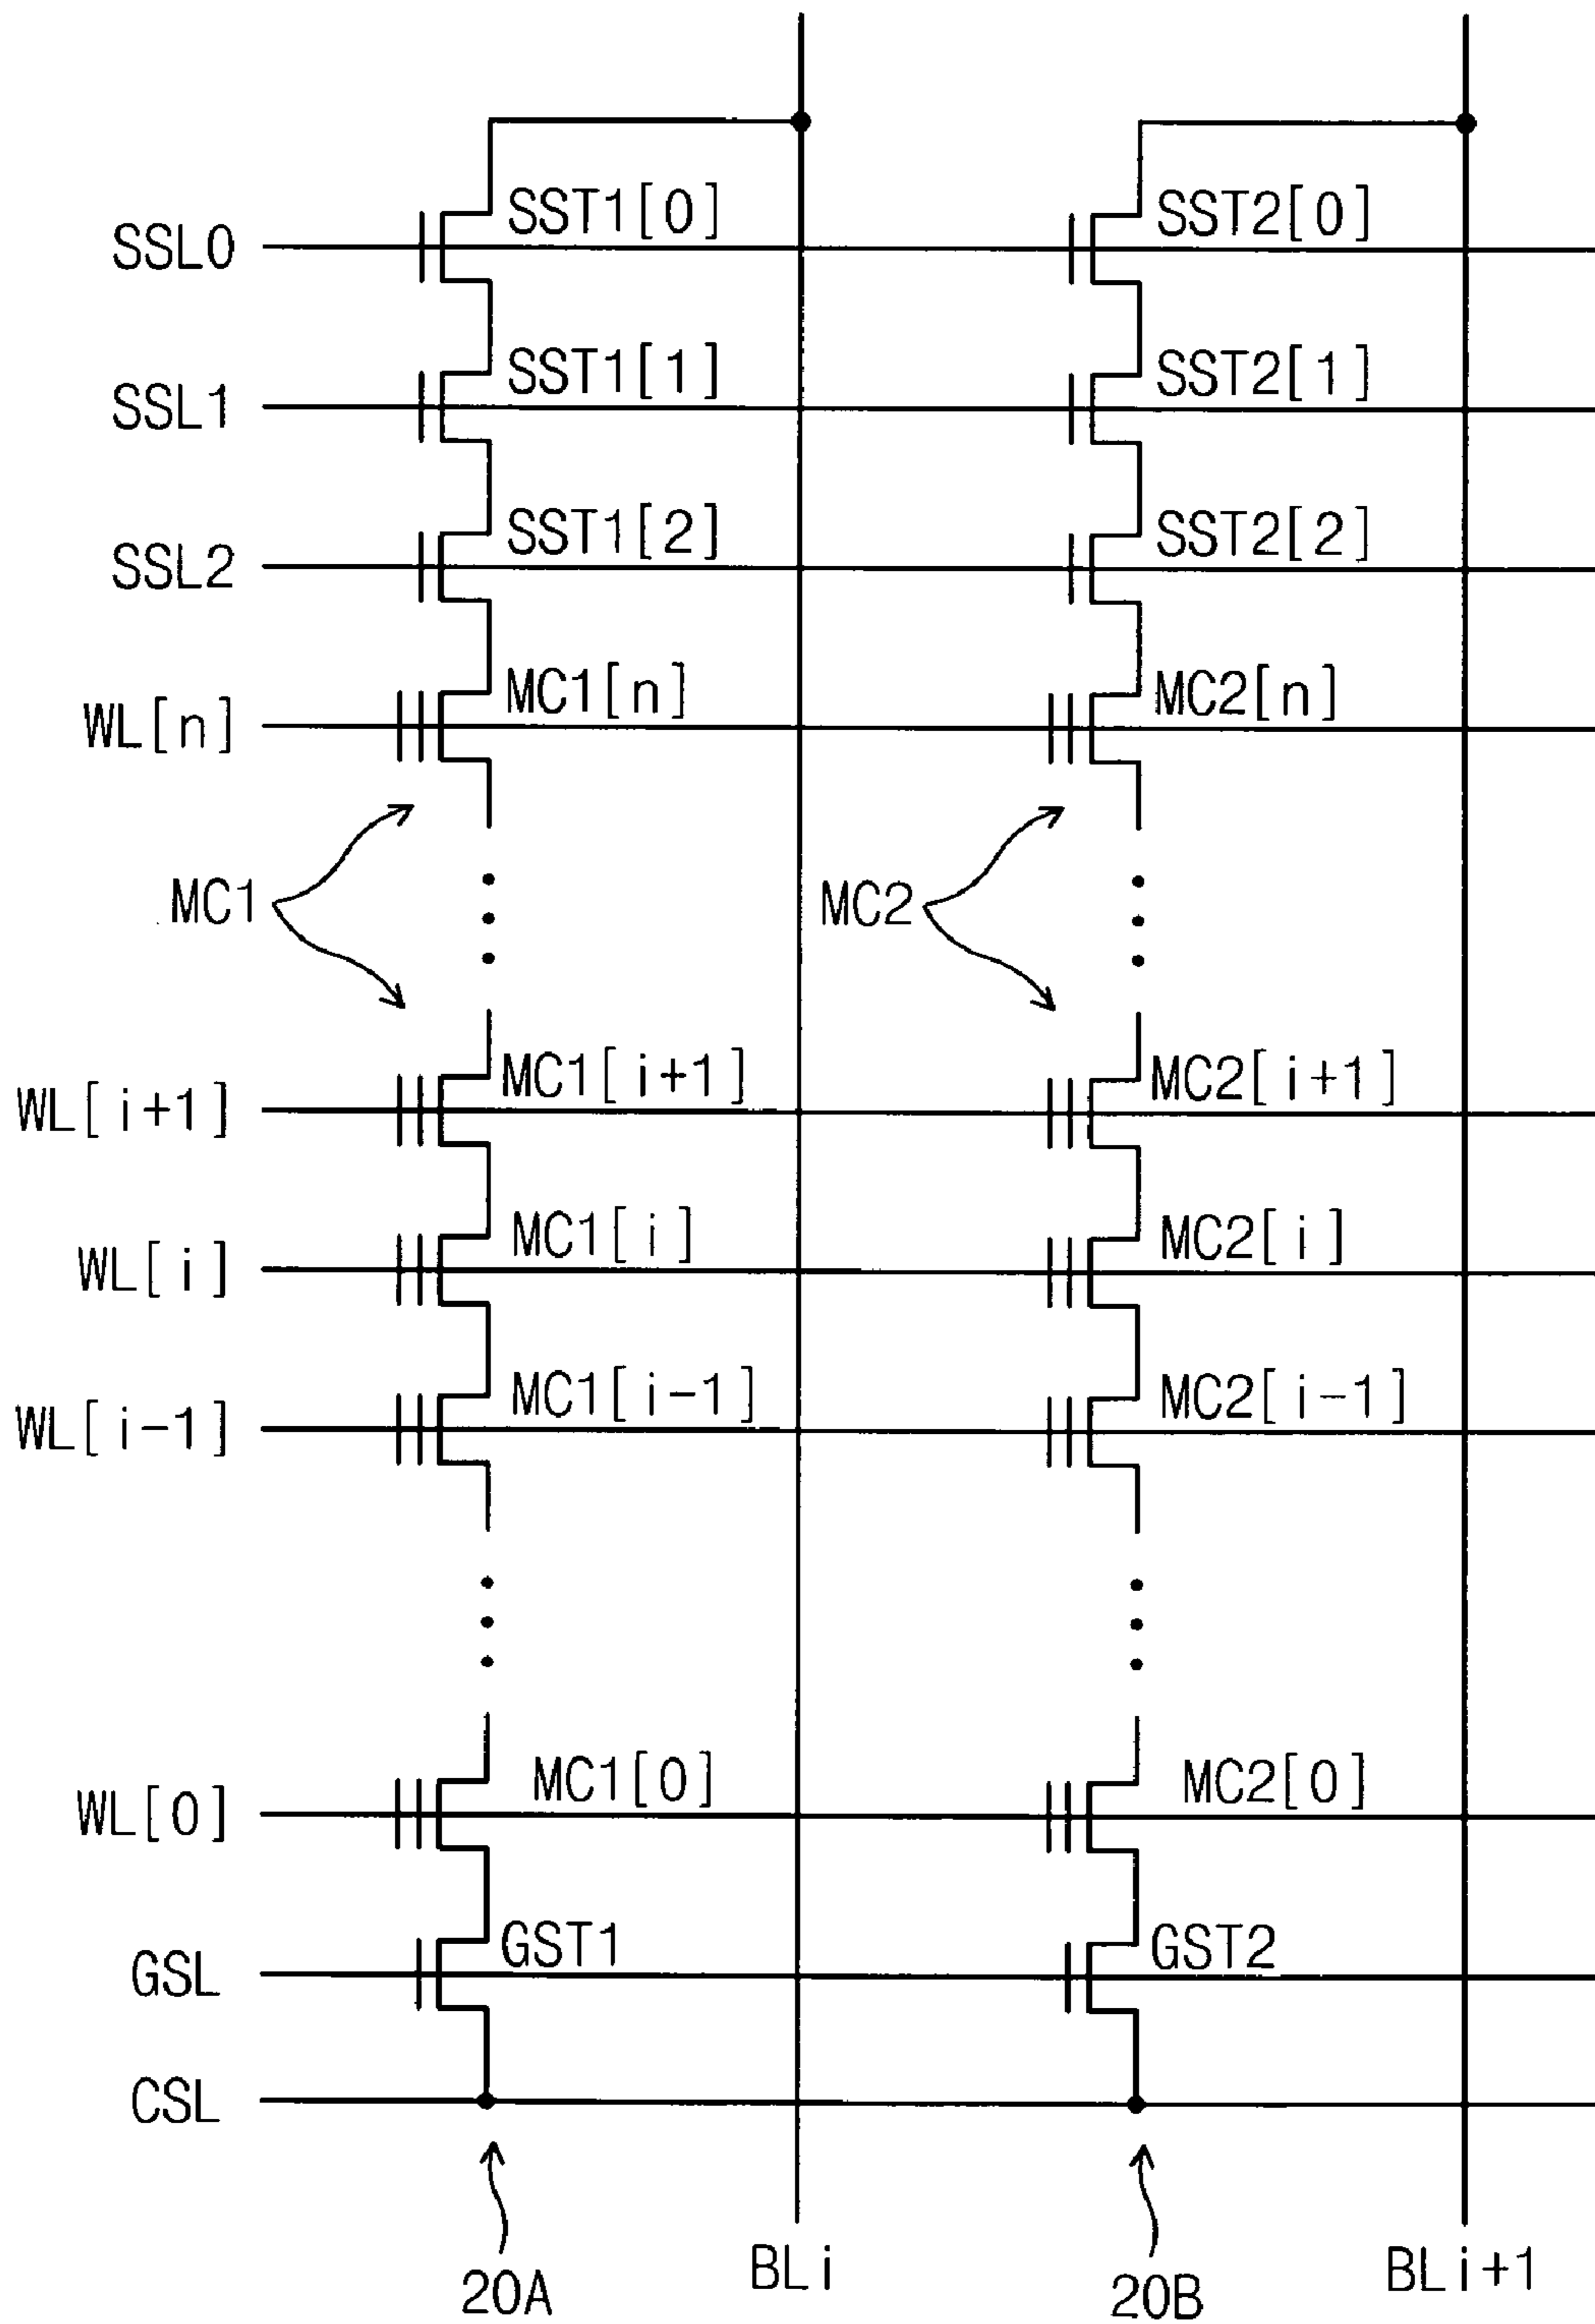 SSL0 SST1[0] SST2[0]
SSL1 SST1[1] SST2[1]
SSL2 SST1[2] SST2[2]
WL[n] MC1[n] MC2[n]
MC1 MC2
WL[i+1] MC1[i+1] MC2[i+1]
WL[i] MC1[i] MC2[i]
WL[i-1] MC1[i-1] MC2[i-1]
WL[0] MC1[0] MC2[0]
GSL GST1 GST2
CSL
20A BLi 20B BLi+1